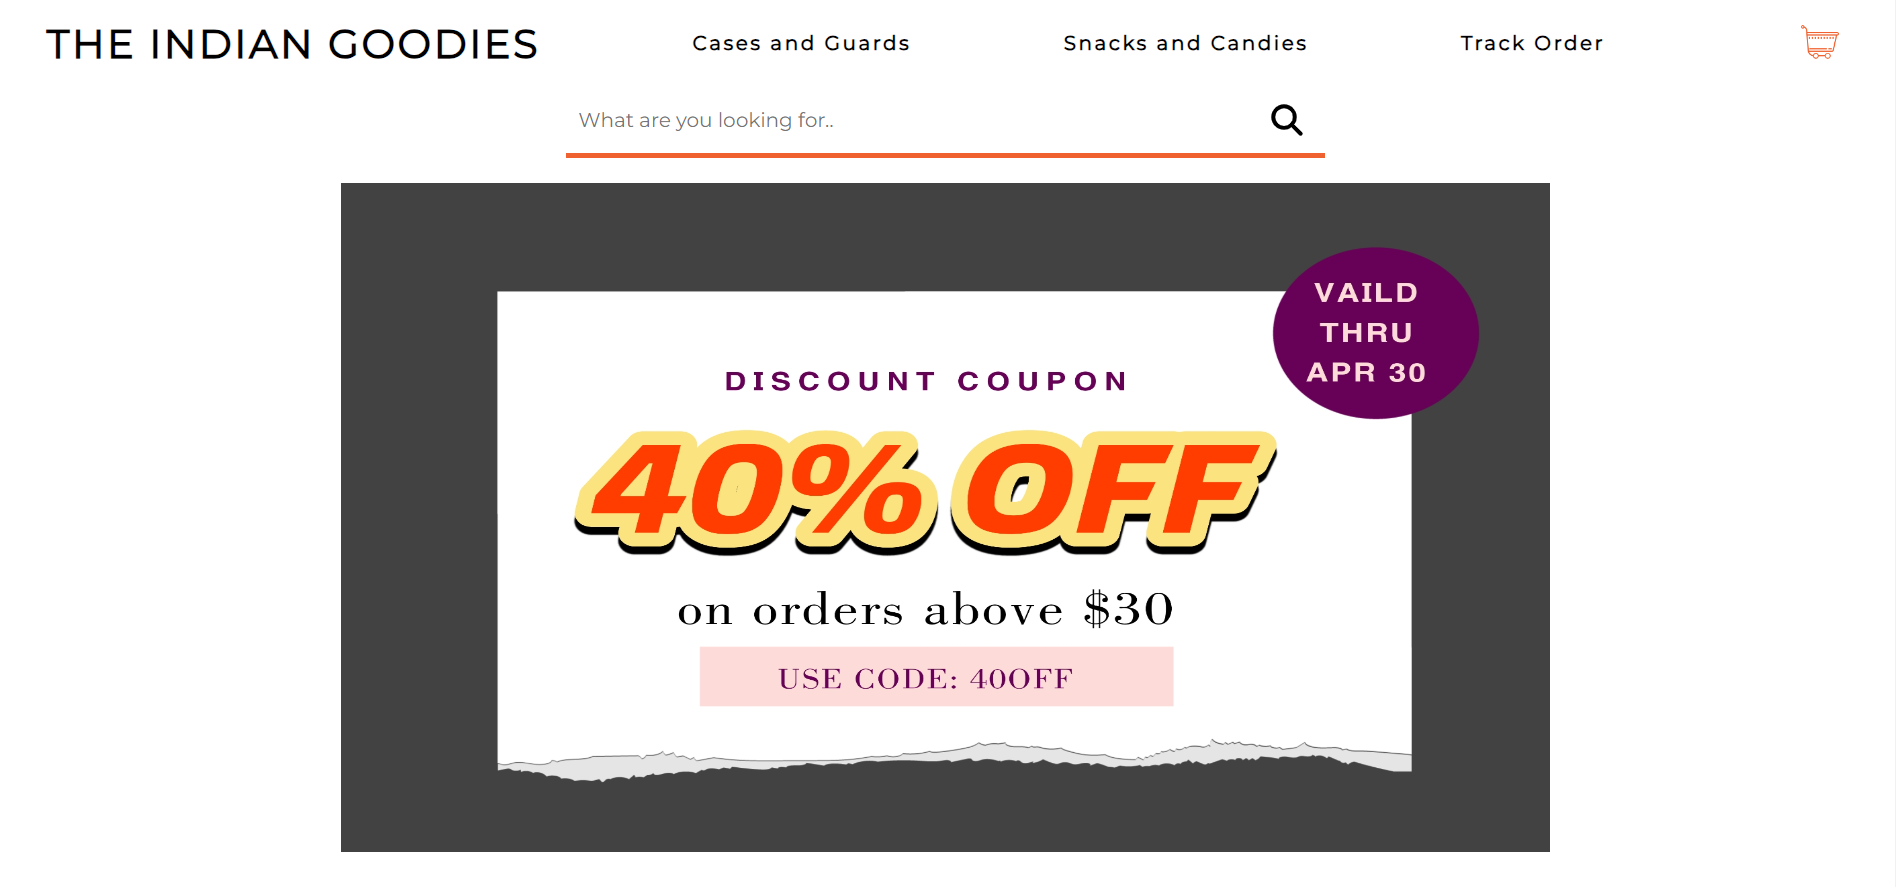 THE INDIAN GOODIES
Cases and Guards
Snacks and Candies
Track Order
What are you looking for..
VAILD
THRU
APR 30
DISCOUNT COUPON
40% OFF
on orders above $30
USE CODE: 40OFF